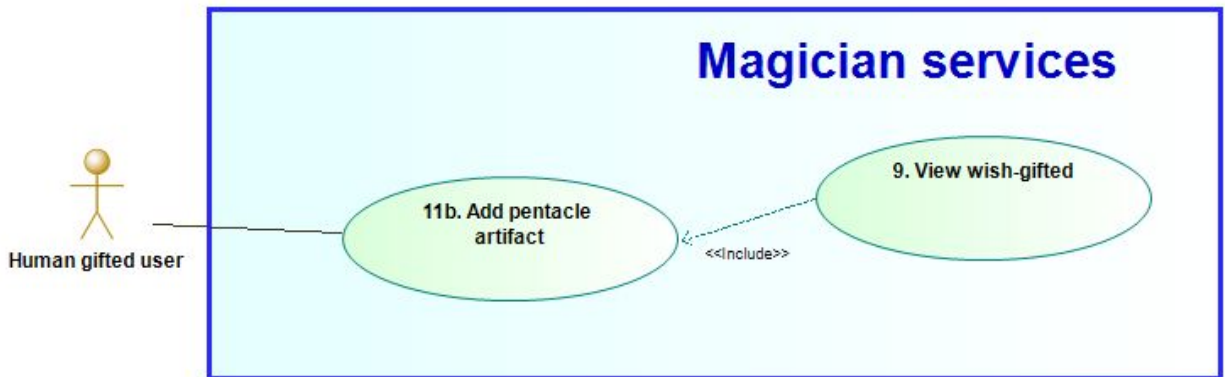 Magician services
9. View wish-gifted
11b. Add pentacle
artifact
<<Include>>
Human gifted user